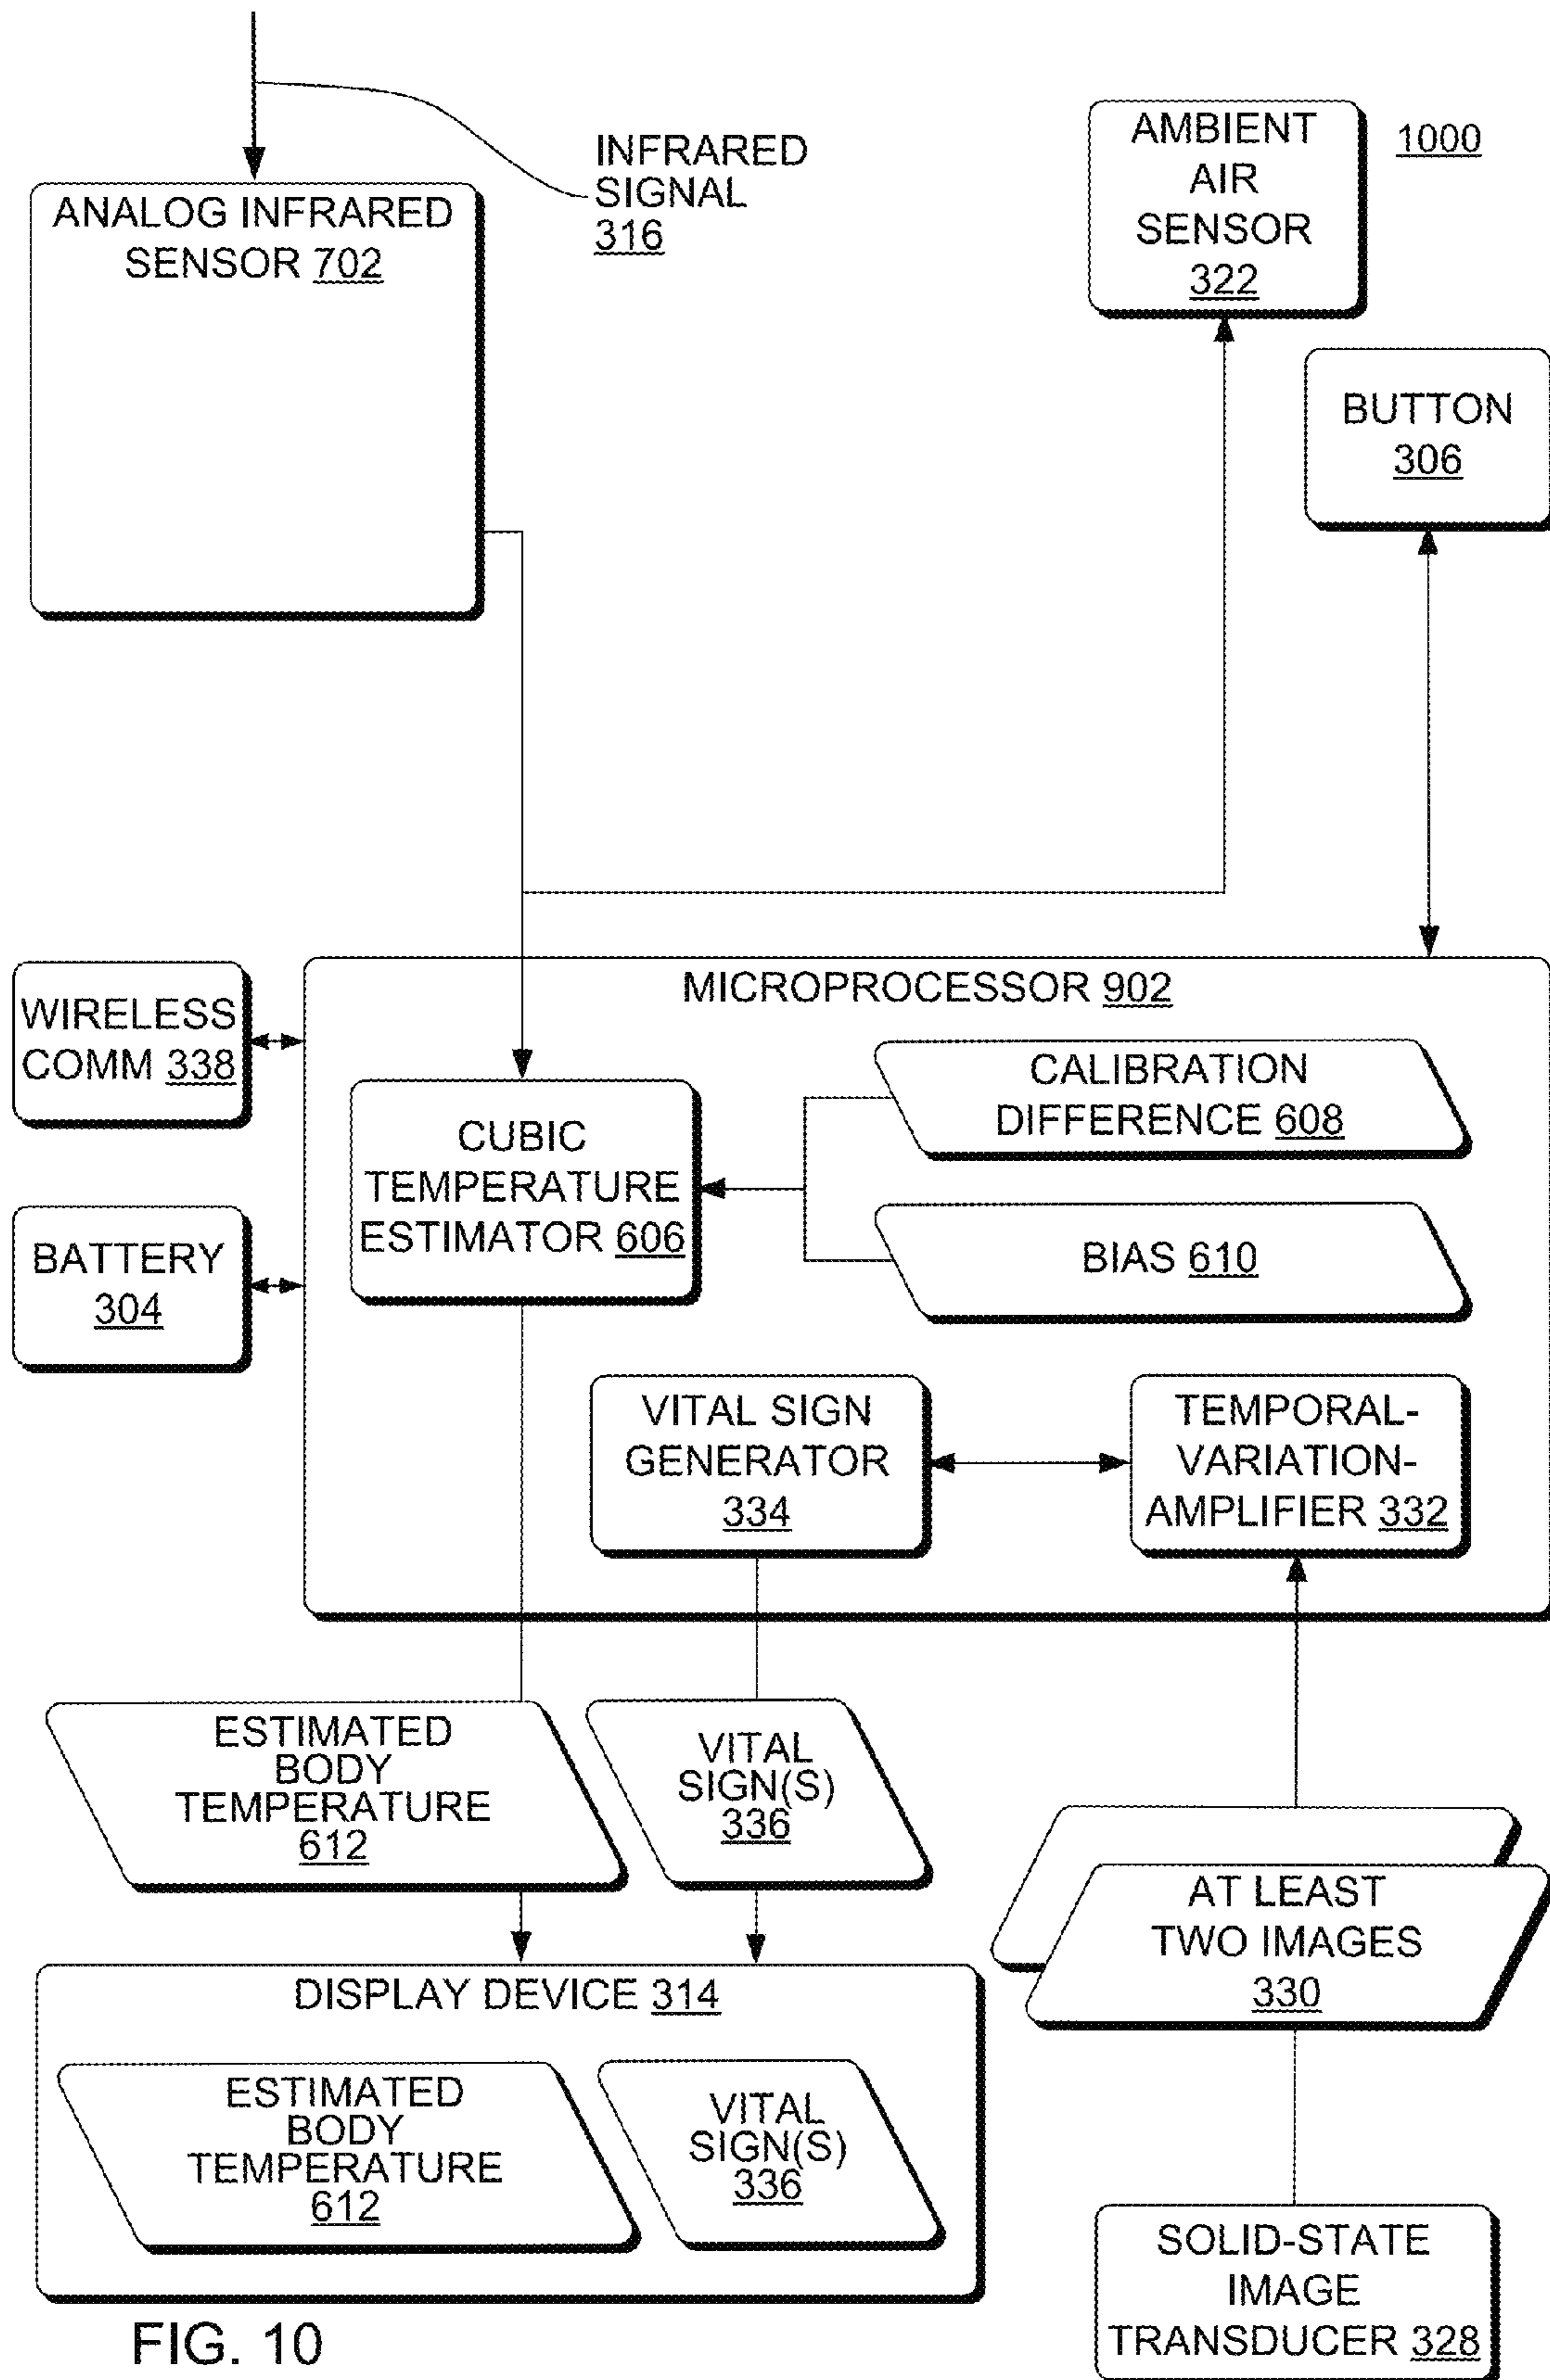 INFRARED
SIGNAL
316
ANALOG INFRARED
SENSOR 702
AMBIENT
AIR
SENSOR
322
1000
BUTTON
306
MICROPROCESSOR 902
WIRELESS
COMM 338
BATTERY
304
CUBIC
TEMPERATURE
ESTIMATOR 606
CALIBRATION
DIFFERENCE 608
BIAS 610
VITAL SIGN
GENERATOR
334
TEMPORAL-
VARIATION-
AMPLIFIER 332
ESTIMATED
BODY
TEMPERATURE
612
VITAL
SIGN(S)
336
AT LEAST
TWO IMAGES
330
DISPLAY DEVICE 314
ESTIMATED
BODY
TEMPERATURE
612
VITAL
SIGN(S)
336
SOLID-STATE
IMAGE
TRANSDUCER 328
FIG. 10